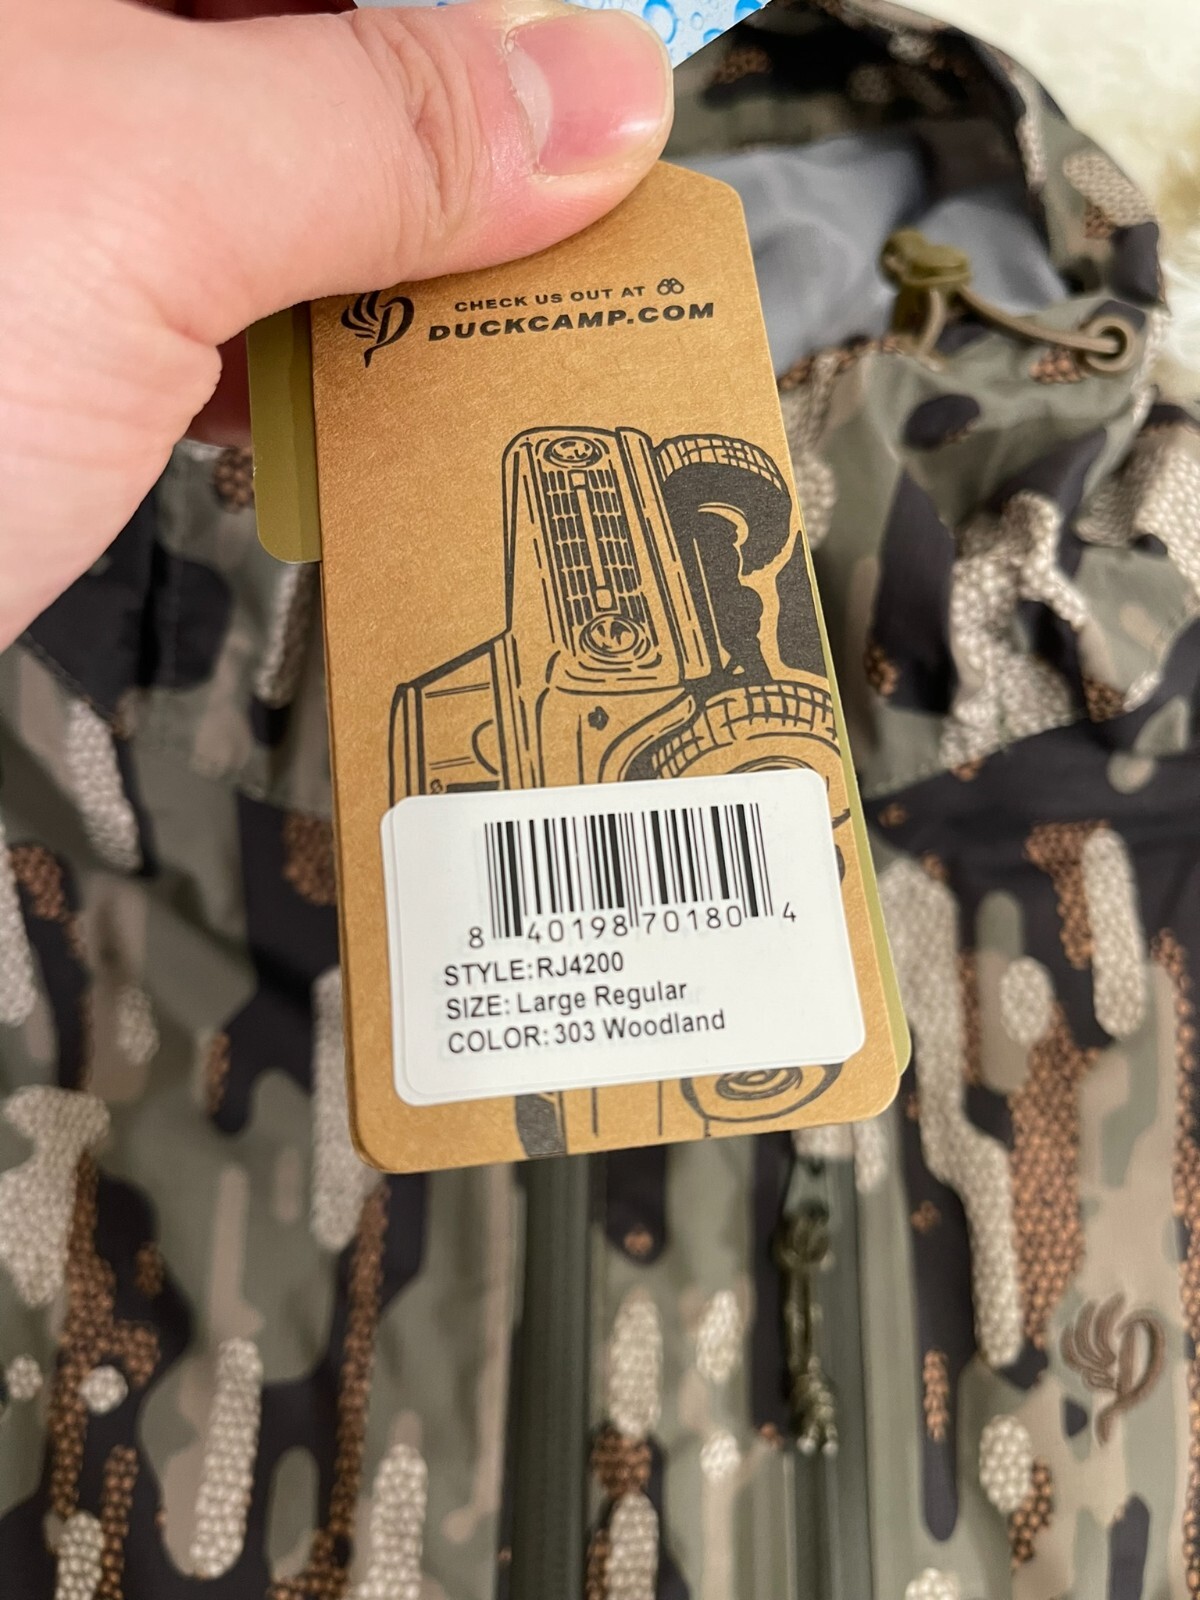 CHECK US OUT AT
DUCKCAMP.COM
8 40198 70180 4
STYLE:RJ4200
SIZE: Large Regular
COLOR: 303 Woodland